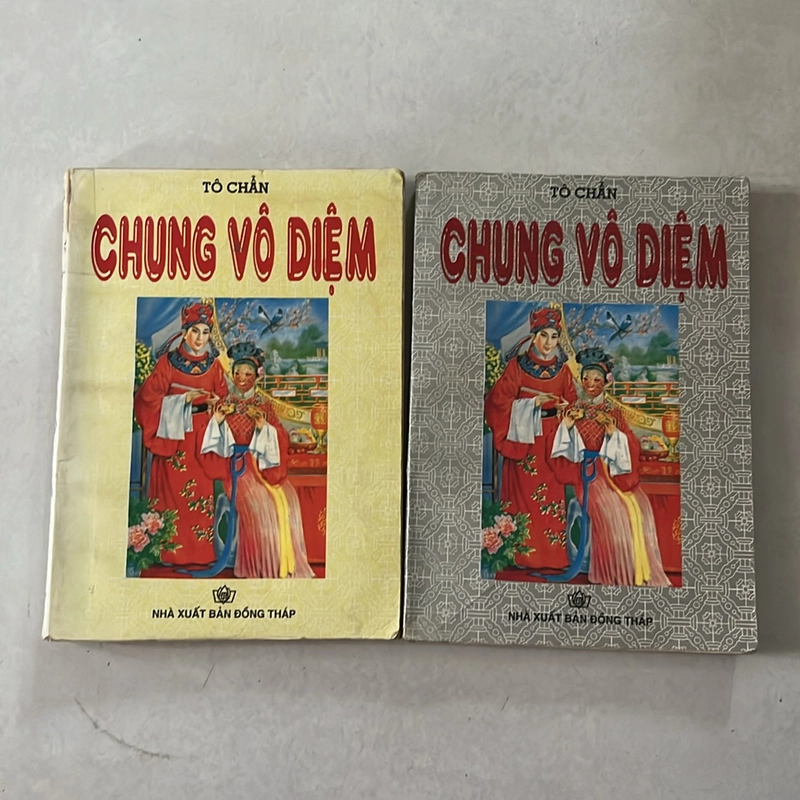 TÔ CHẨN
CHUNG VÔ DIỆM
NHÀ XUẤT BẢN ĐỒNG THÁP
TÔ CHẨN
CHUNG VÔ DIỆM
NHÀ XUẤT BẢN ĐỒNG THÁP